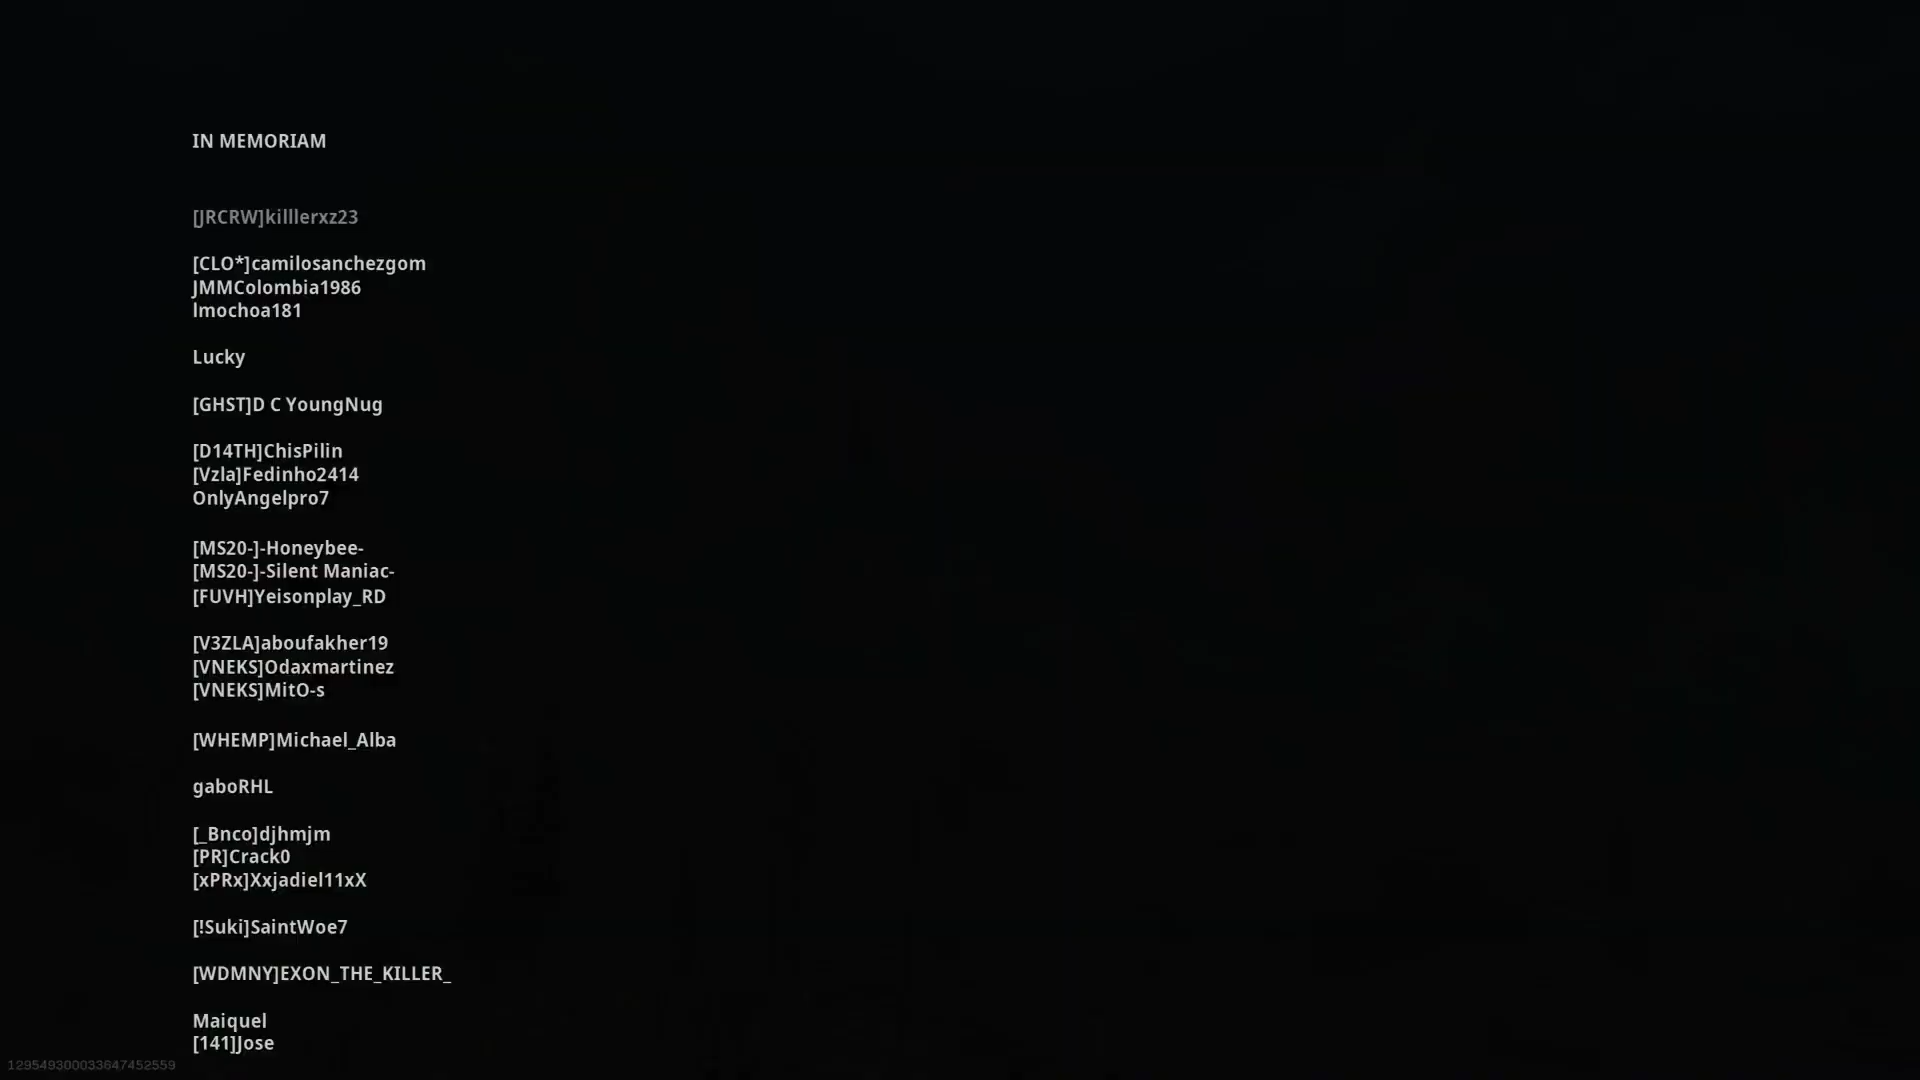 IN MEMORIAM
[JRCRW]killlerxz23
[CLO*]camilosanchezgom
JMMColombia1986
lmochoa181
Lucky
[GHST]D C YoungNug
[D14TH]ChisPilin
[Vzla]Fedinho2414
OnlyAngelpro7
[MS20-]-Honeybee-
[MS20-]-Silent Maniac-
[FUVH]Yeisonplay_RD
[V3ZLA]aboufakher19
[VNEKS]Odaxmartinez
[VNEKS]MitO-s
[WHEMP]Michael_Alba
gaboRHL
[_Bnco]djhmjm
[PR]Crack0
[xPRx]Xxjadiel11xX
[!Suki]SaintWoe7
[WDMNY]EXON_THE_KILLER_
Maiquel
[141]Jose
129549300033647452559